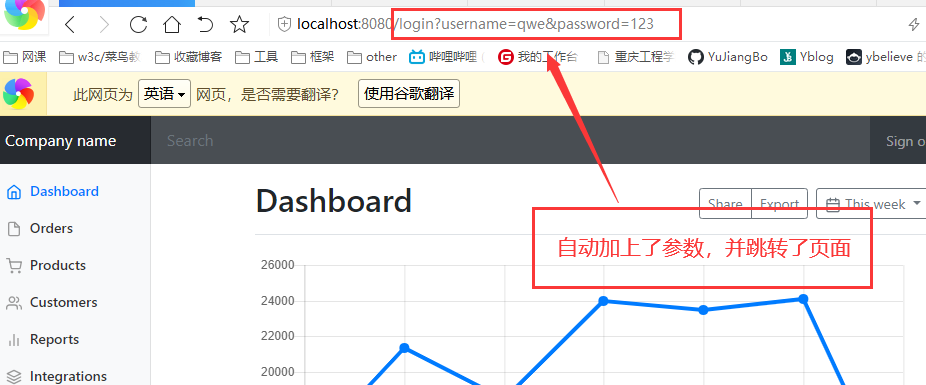 localhost:8080/login?username=qwe&password=123
网课 w3c/菜鸟教 收藏博客 工具 框架 other 哔哩哔哩 ( 我的工作台 重庆工程学 YuJiangBo Yblog ybelieve 的
此网页为 英语 网页，是否需要翻译？ 使用谷歌翻译
Company name Search Sign o
Dashboard
Orders
Products
Customers
Reports
Integrations
Dashboard Share Export This week
自动加上了参数，并跳转了页面
26000
24000
22000
20000